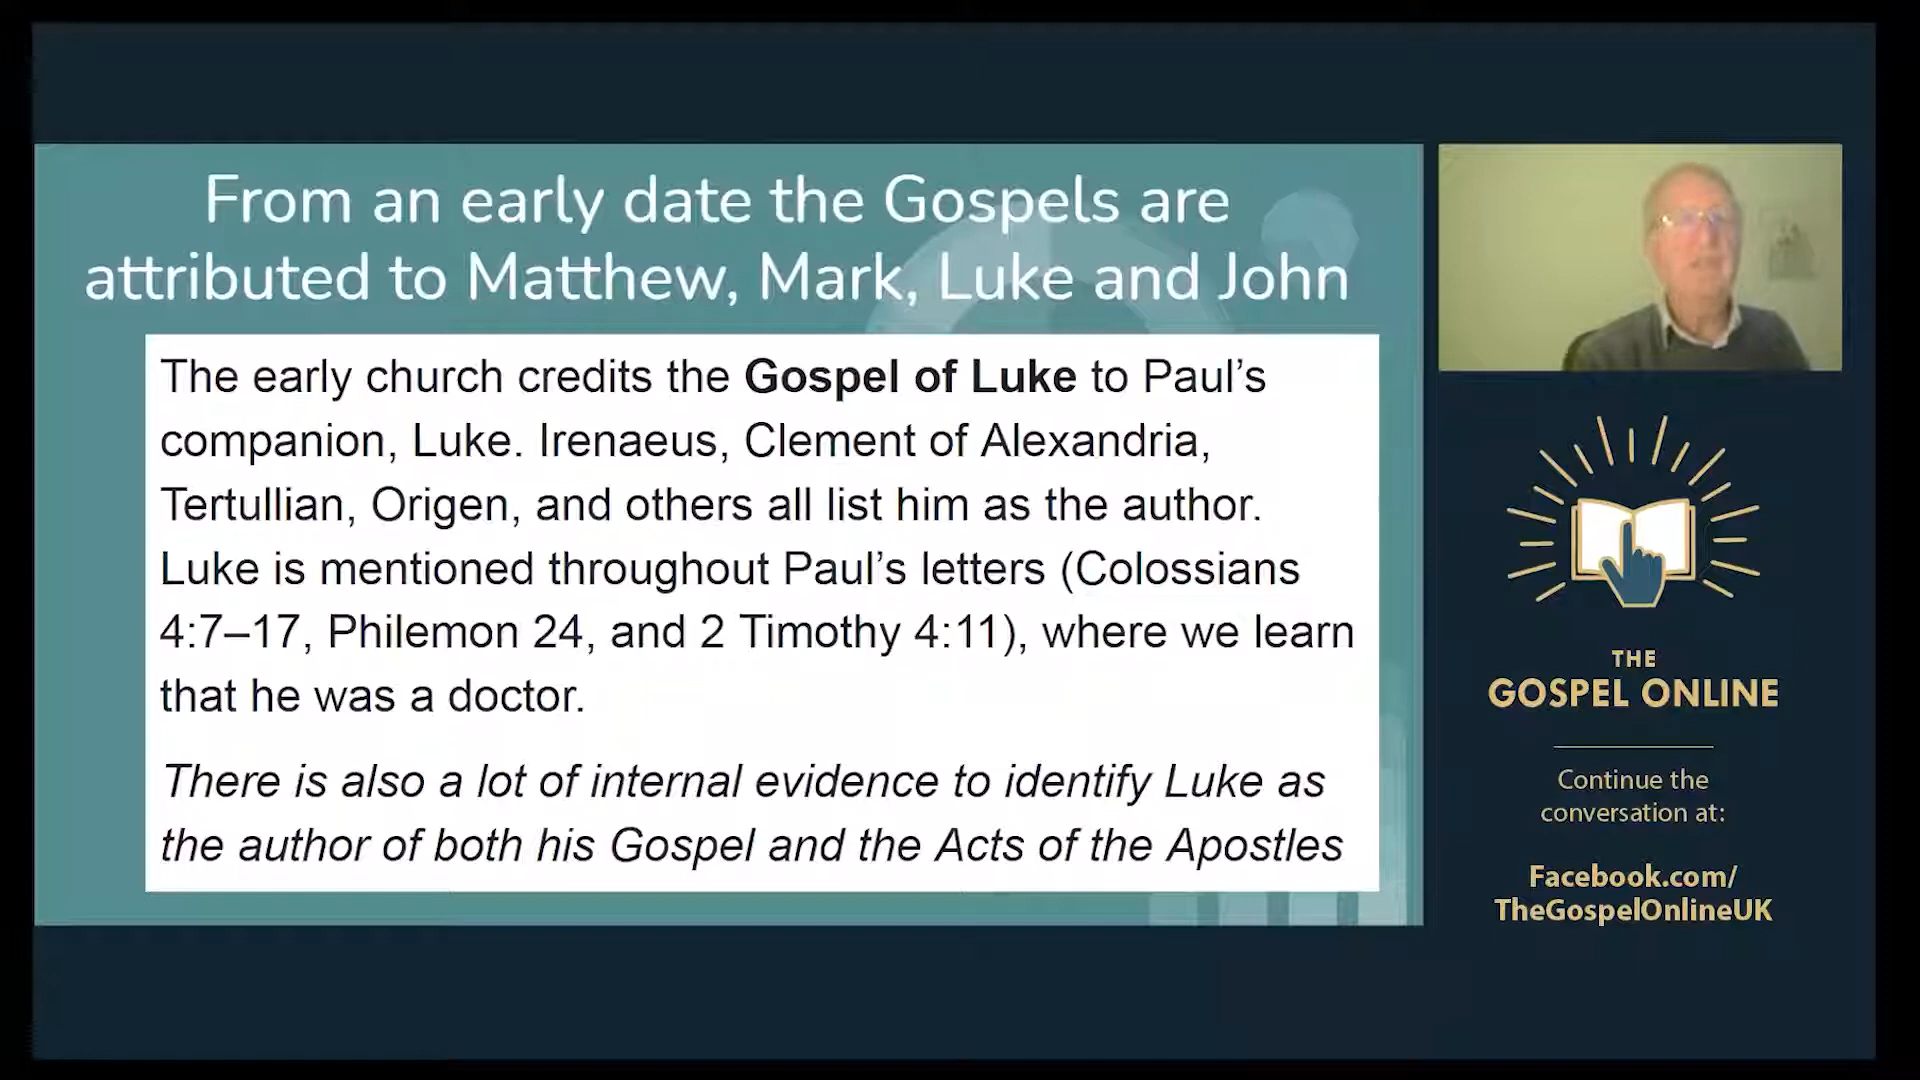 From an early date the Gospels are
attributed to Matthew, Mark, Luke and John
The early church credits the Gospel of Luke to Paul’s
companion, Luke. Irenaeus, Clement of Alexandria,
Tertullian, Origen, and others all list him as the author.
Luke is mentioned throughout Paul’s letters (Colossians
4:7–17, Philemon 24, and 2 Timothy 4:11), where we learn
that he was a doctor.
There is also a lot of internal evidence to identify Luke as
the author of both his Gospel and the Acts of the Apostles
THE
GOSPEL ONLINE
Continue the
conversation at:
Facebook.com/
TheGospelOnlineUK